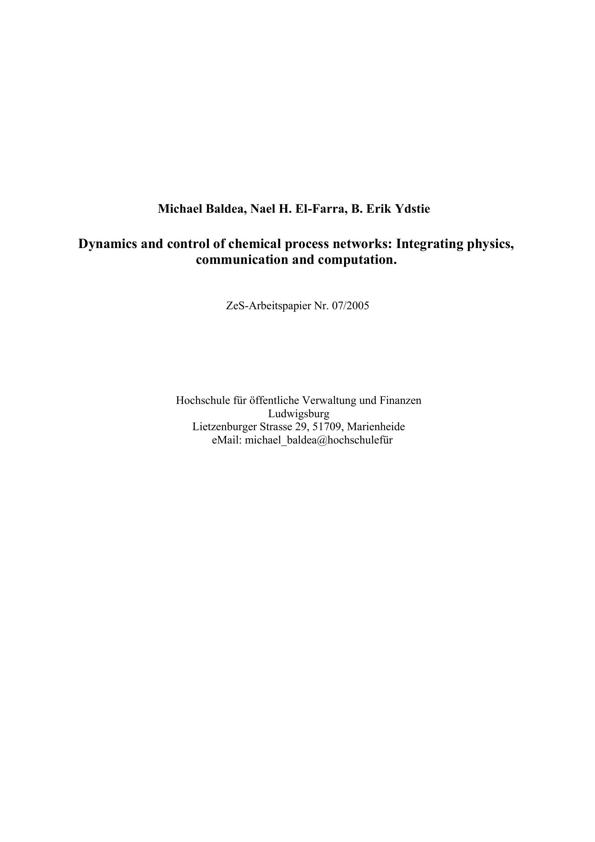 Michael Baldea, Nael H. El-Farra, B. Erik Ydstie
Dynamics and control of chemical process networks: Integrating physics,
communication and computation.
ZeS-Arbeitspapier Nr. 07/2005
Hochschule für öffentliche Verwaltung und Finanzen
Ludwigsburg
Lietzenburger Strasse 29, 51709, Marienheide
eMail: michael_baldea@hochschulefür